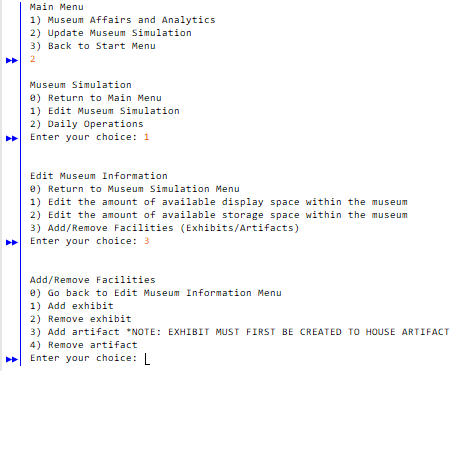 Main Menu
1) Museum Affairs and Analytics
2) Update Museum Simulation
3) Back to Start Menu
2
Museum Simulation
0) Return to Main Menu
1) Edit Museum Simulation
2) Daily Operations
Enter your choice: 1
Edit Museum Information
0) Return to Museum Simulation Menu
1) Edit the amount of available display space within the museum
2) Edit the amount of available storage space within the museum
3) Add/Remove Facilities (Exhibits/Artifacts)
Enter your choice: 3
Add/Remove Facilities
0) Go back to Edit Museum Information Menu
1) Add exhibit
2) Remove exhibit
3) Add artifact *NOTE: EXHIBIT MUST FIRST BE CREATED TO HOUSE ARTIFACT
4) Remove artifact
Enter your choice: